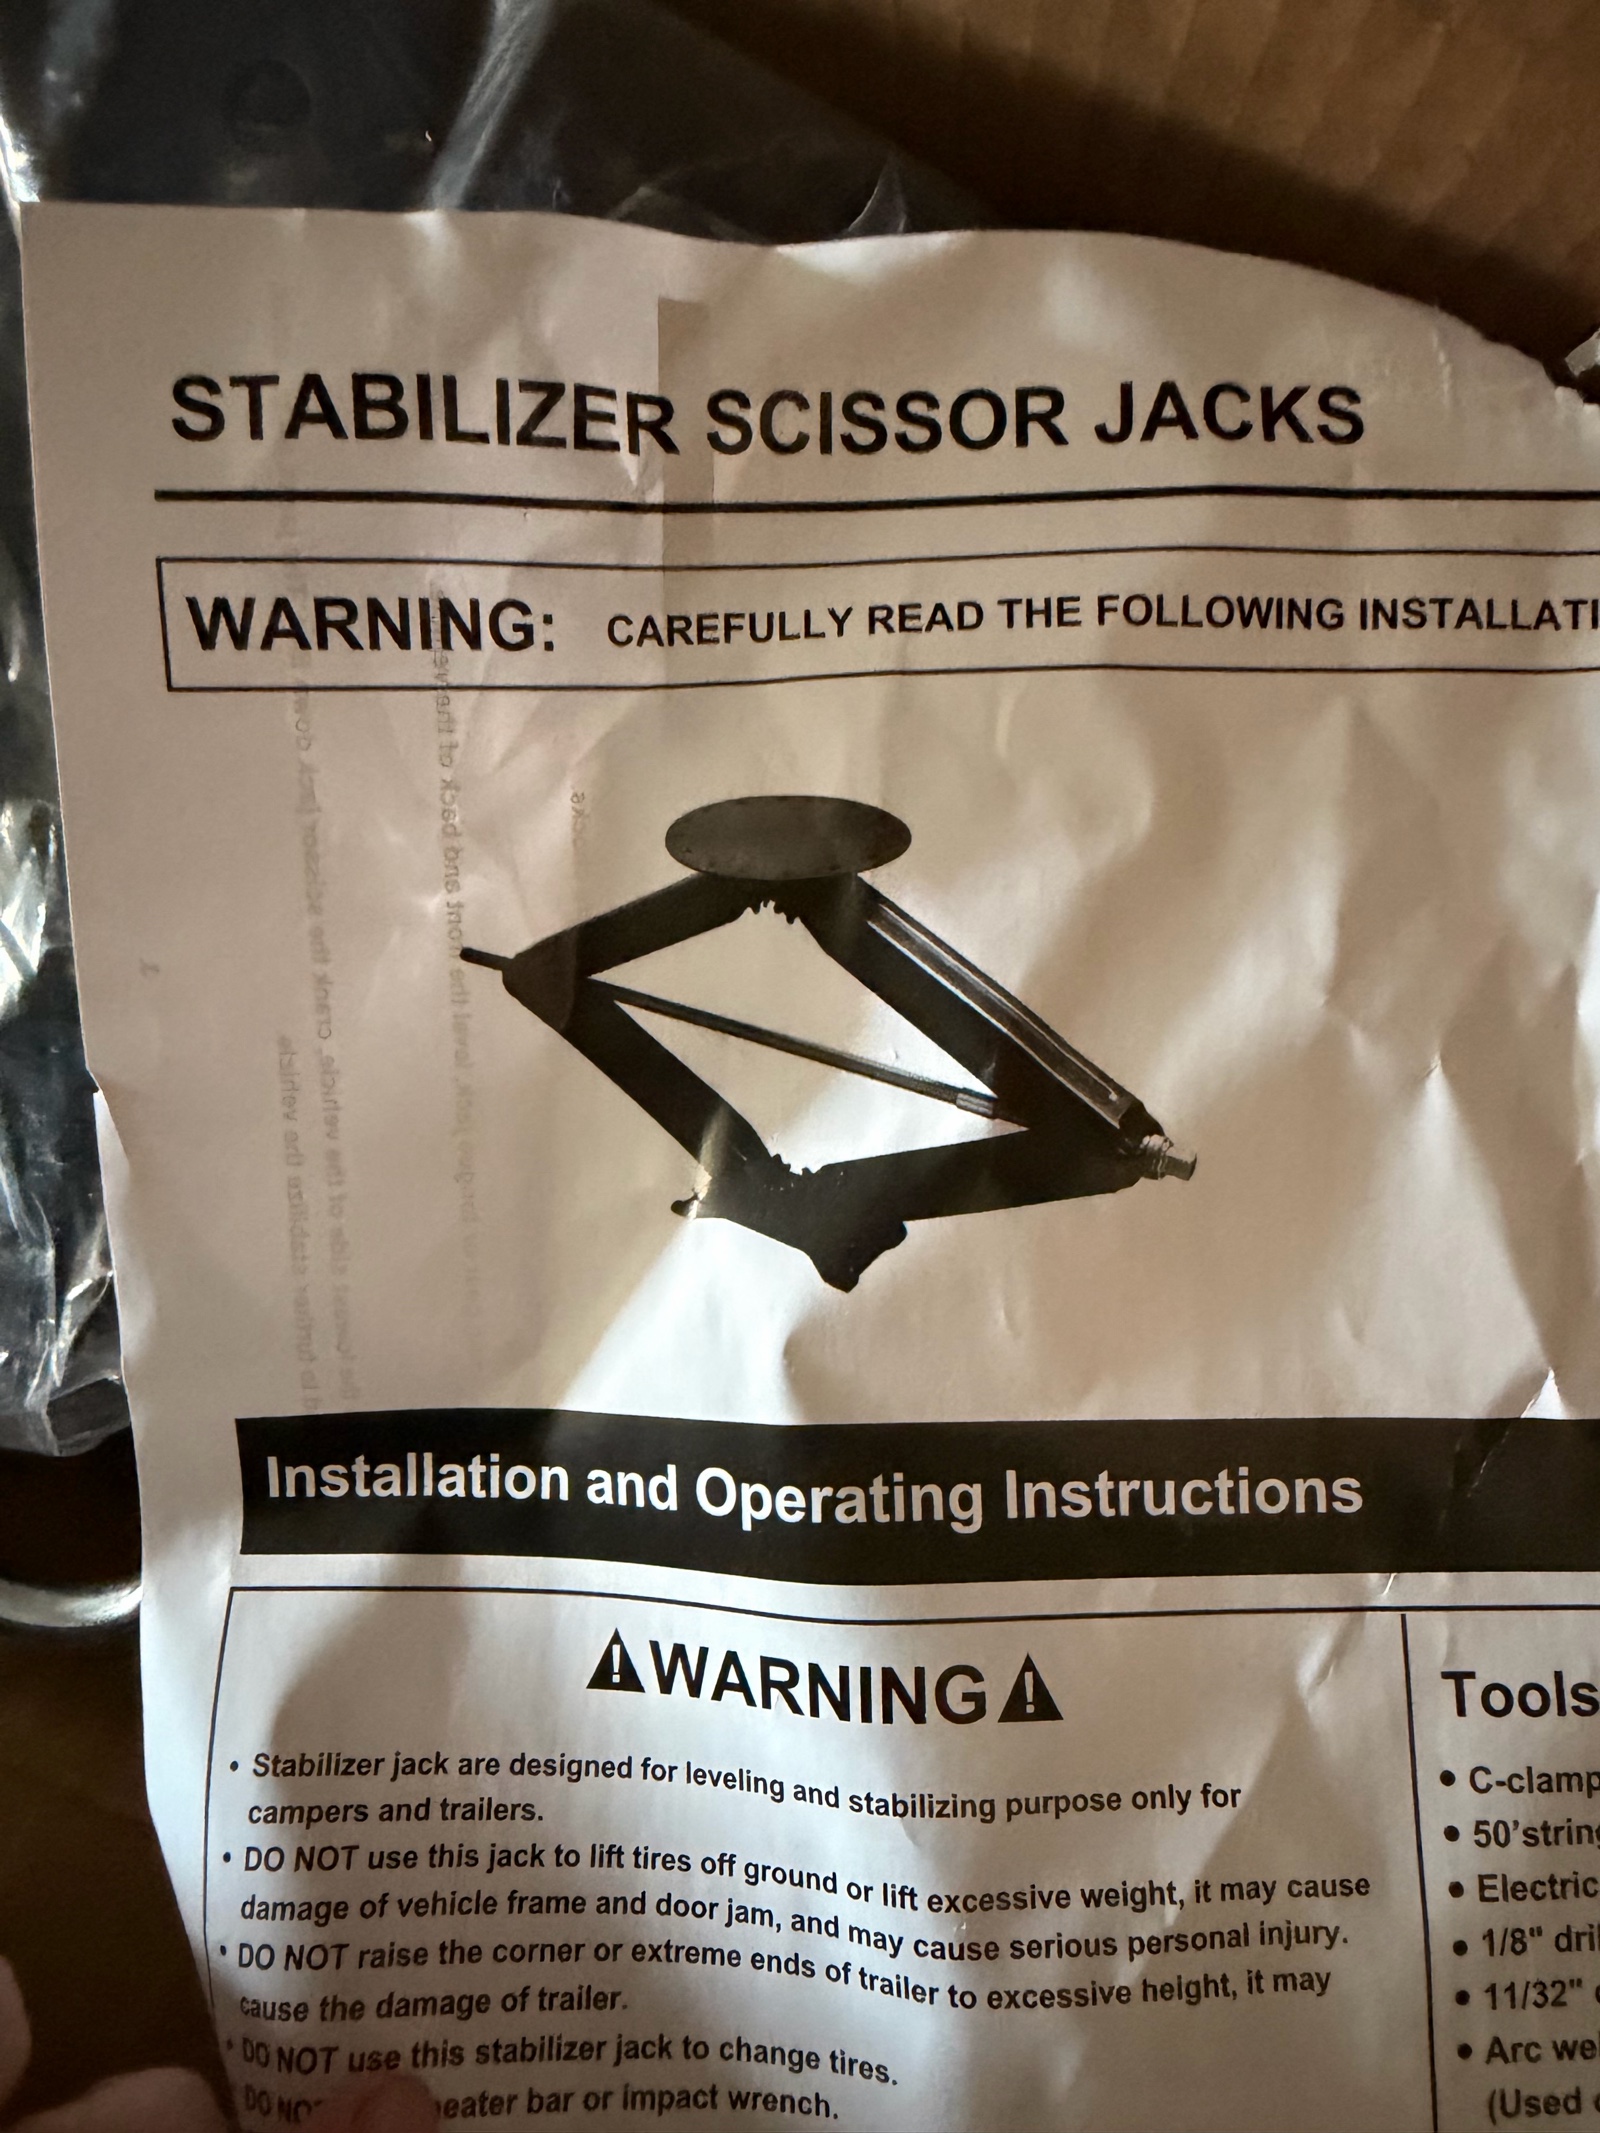 STABILIZER SCISSOR JACKS
WARNING: CAREFULLY READ THE FOLLOWING INSTALLATI
Installation and Operating Instructions
WARNING
• Stabilizer jack are designed for leveling and stabilizing purpose only for
campers and trailers.
• DO NOT use this jack to lift tires off ground or lift excessive weight, it may cause
damage of vehicle frame and door jam, and may cause serious personal injury.
• DO NOT raise the corner or extreme ends of trailer to excessive height, it may
cause the damage of trailer.
• DO NOT use this stabilizer jack to change tires.
DO NOT eater bar or impact wrench.
Tools
• C-clamp
• 50'string
• Electric
• 1/8" dril
• 11/32"
• Arc we
(Used